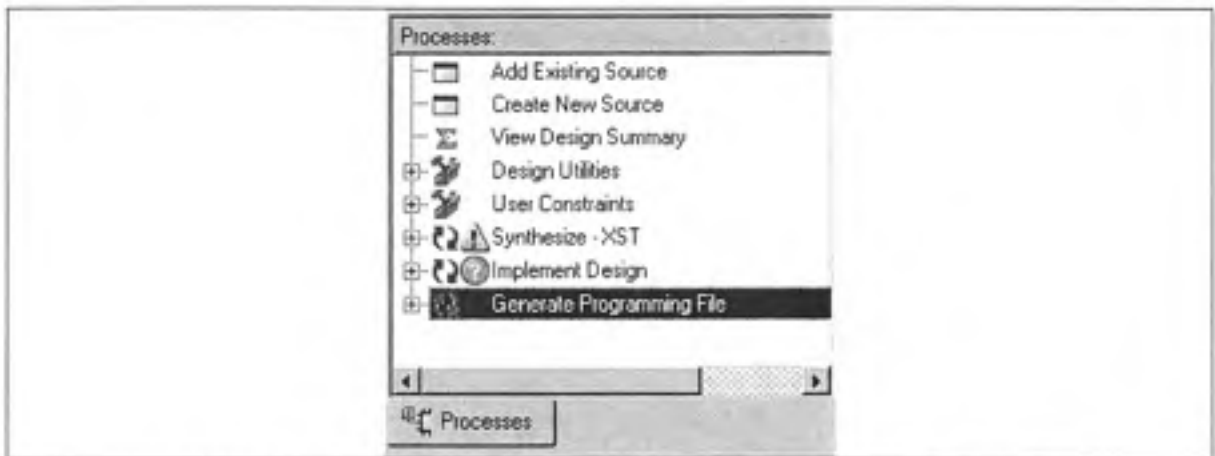 Processes:
Add Existing Source
Create New Source
View Design Summary
Design Utilities
User Constraints
Synthesize - XST
Implement Design
Generate Programming File
Processes